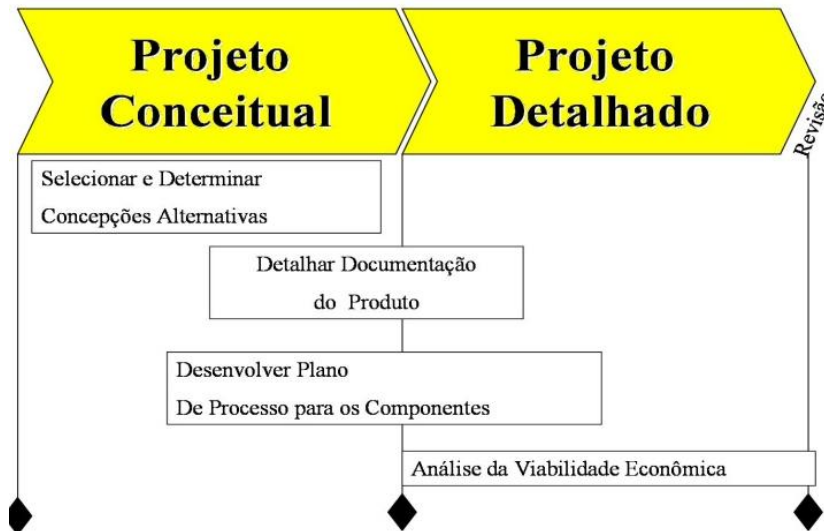 Projeto
Conceitual
Projeto
Detalhado
Revisão
Selecionar e Determinar
Concepções Alternativas
Detalhar Documentação
do Produto
Desenvolver Plano
De Processo para os Componentes
Análise da Viabilidade Econômica